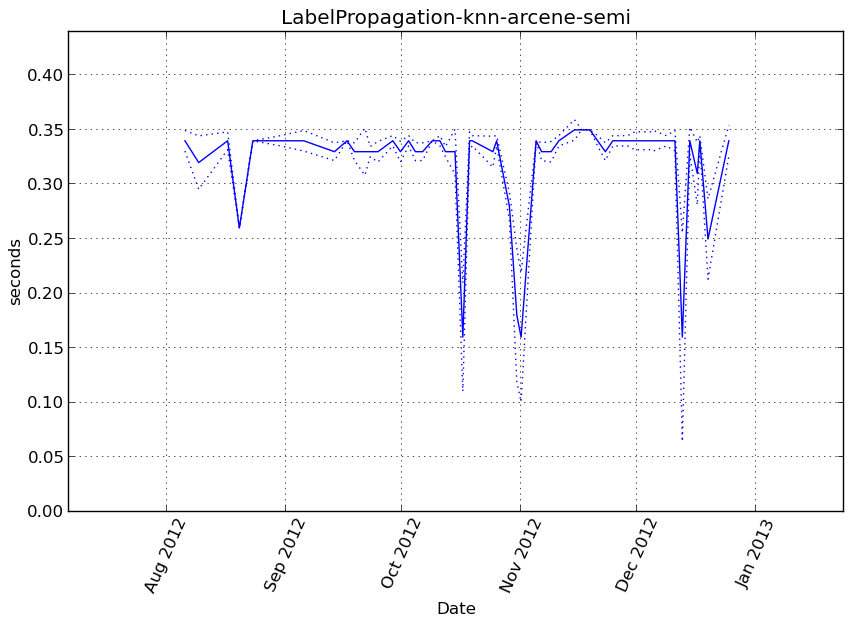 LabelPropagation-knn-arcene-semi
0.40
0.35
0.30
0.25
0.20
0.15
0.10
0.05
0.00
seconds
Aug 2012
Sep 2012
Oct 2012
Nov 2012
Dec 2012
Jan 2013
Date